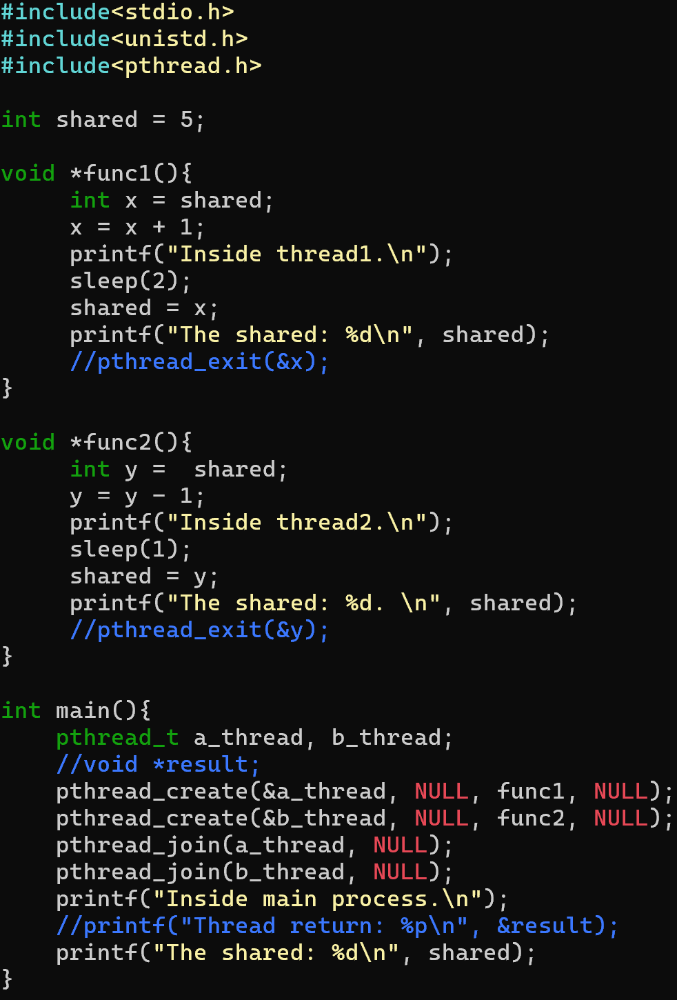 #include<stdio.h>
#include<unistd.h>
#include<pthread.h>

int shared = 5;

void *func1(){
     int x = shared;
     x = x + 1;
     printf("Inside thread1.\n");
     sleep(2);
     shared = x;
     printf("The shared: %d\n", shared);
     //pthread_exit(&x);
}

void *func2(){
     int y =  shared;
     y = y - 1;
     printf("Inside thread2.\n");
     sleep(1);
     shared = y;
     printf("The shared: %d. \n", shared);
     //pthread_exit(&y);
}

int main(){
    pthread_t a_thread, b_thread;
    //void *result;
    pthread_create(&a_thread, NULL, func1, NULL);
    pthread_create(&b_thread, NULL, func2, NULL);
    pthread_join(a_thread, NULL);
    pthread_join(b_thread, NULL);
    printf("Inside main process.\n");
    //printf("Thread return: %p\n", &result);
    printf("The shared: %d\n", shared);
}